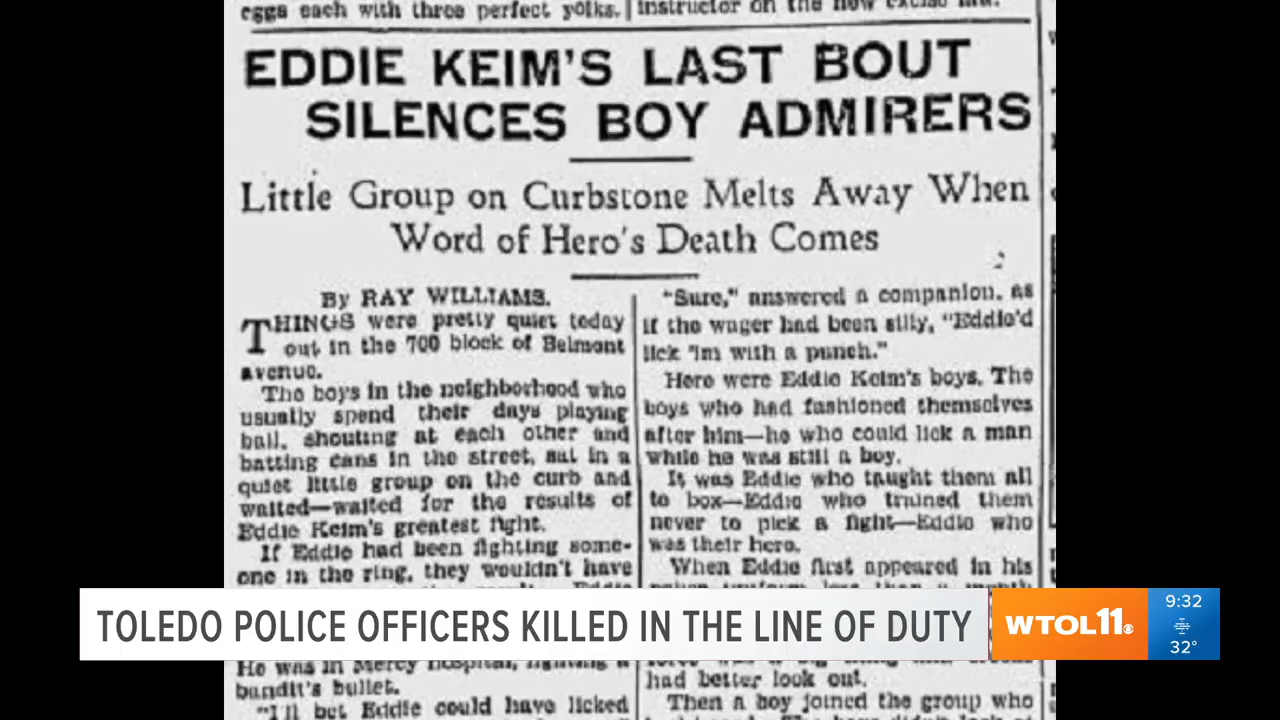 eggs each with three perfect yolks.
instructor on the new excise
EDDIE KEIM'S LAST BOUT
SILENCES BOY ADMIRERS
Little Group on Curbstone Melts Away When
Word of Hero's Death Comes
By RAY WILLIAMS.
THINGS were pretty quiet today
out in the 700 block of Belmont
avenue.
The boys in the neighborhood who
usually spend their days playing
ball, shouting at each other and
batting cans in the street, sat in a
quiet little group on the curb and
waited—waited for the results of
Eddie Keim's greatest fight.
If Eddie had been fighting some-
one in the ring, they wouldn't have
He was in Mercy hospital, fighting a
bandit's bullet.
"I'll bet Eddie could have licked
"Sure," answered a companion, as
if the wager had been silly, "Eddie'd
lick 'im with a punch."
Here were Eddie Keim's boys. The
boys who had fashioned themselves
after him—he who could lick a man
while he was still a boy.
It was Eddie who taught them all
to box—Eddie who trained them
never to pick a fight—Eddie who
was their hero.
When Eddie first appeared in his
had better look out.
Then a boy joined the group who
TOLEDO POLICE OFFICERS KILLED IN THE LINE OF DUTY
WTOL11
9:32
32°